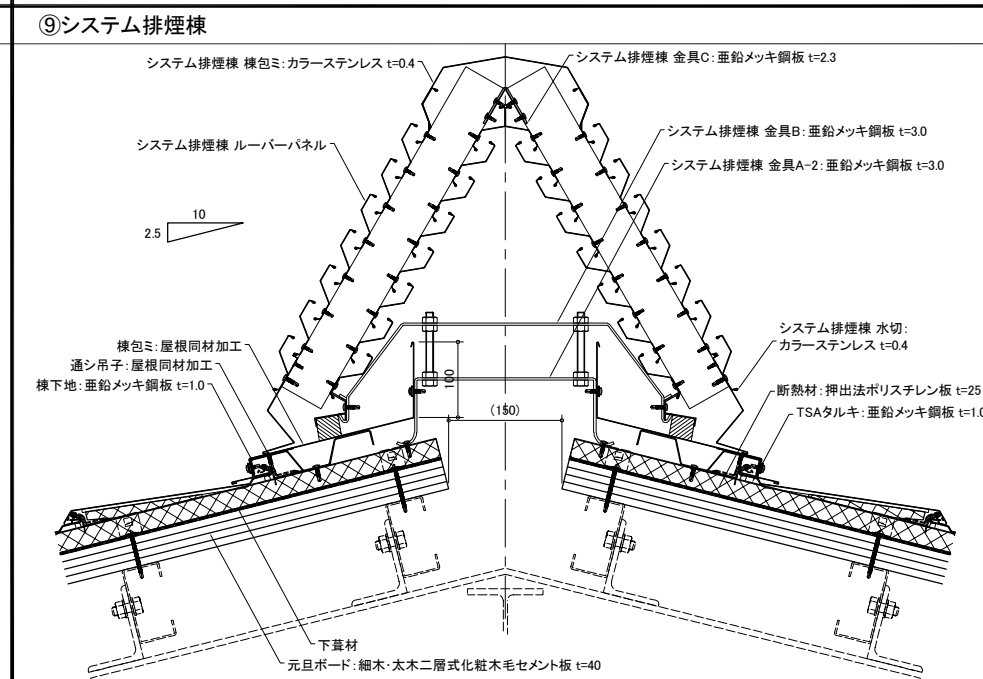 ⑨システム排煙棟
システム排煙棟 棟包ミ:カラーステンレス t=0.4
システム排煙棟 金具C:亜鉛メッキ鋼板 t=2.3
システム排煙棟 ルーバーパネル
システム排煙棟 金具B:亜鉛メッキ鋼板 t=3.0
システム排煙棟 金具A-2:亜鉛メッキ鋼板 t=3.0
10
2.5
システム排煙棟 水切:
カラーステンレス t=0.4
棟包ミ:屋根同材加工
通シ吊子:屋根同材加工
棟下地:亜鉛メッキ鋼板 t=1.0
100
(150)
断熱材:押出法ポリスチレン板 t=25
TSAタルキ:亜鉛メッキ鋼板 t=1.0
下葺材
元旦ボード:細木・太木二層式化粧木毛セメント板 t=40